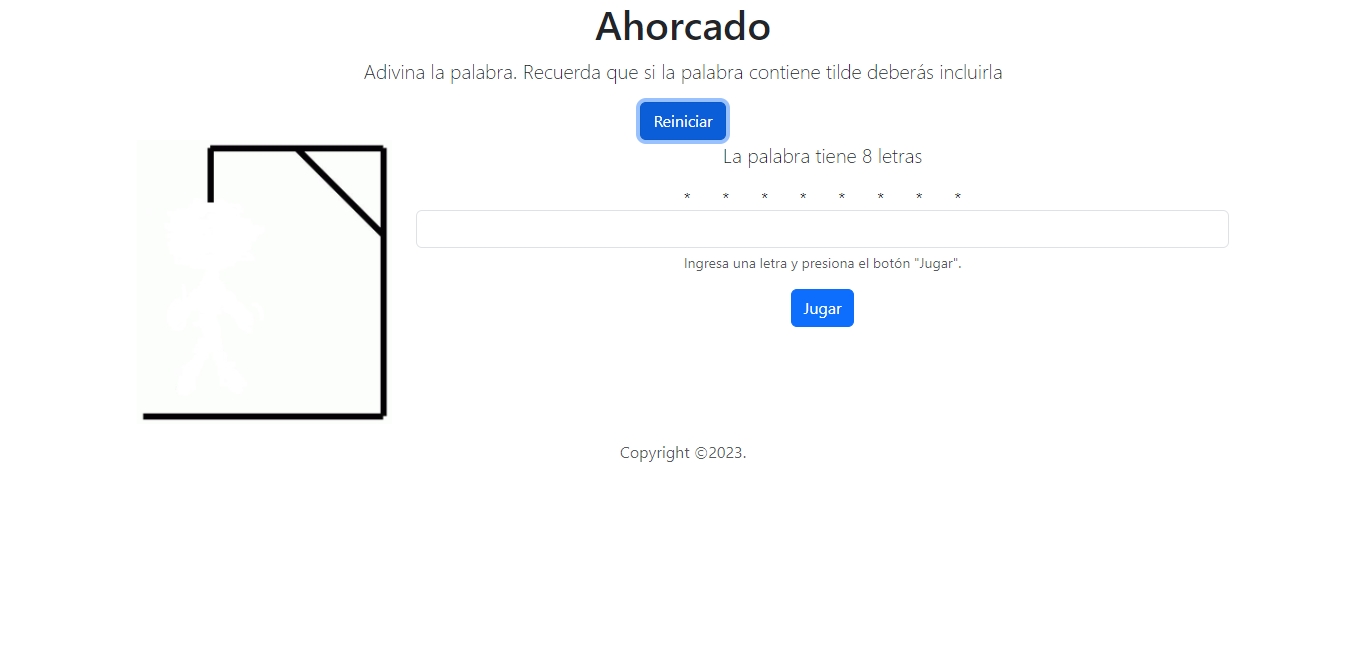 Ahorcado
Adivina la palabra. Recuerda que si la palabra contiene tilde deberás incluirla
Reiniciar
La palabra tiene 8 letras
* * * * * * * *
Ingresa una letra y presiona el botón "Jugar".
Jugar
Copyright ©2023.